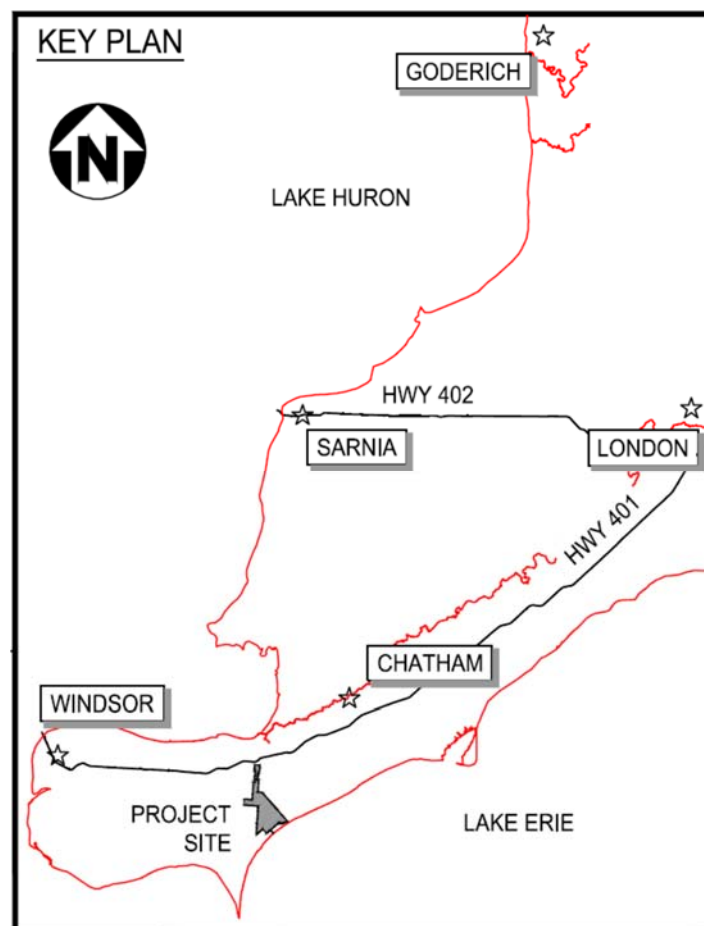 KEY PLAN
GODERICH
N
LAKE HURON
HWY 402
SARNIA
LONDON
HWY 401
CHATHAM
WINDSOR
PROJECT
SITE
LAKE ERIE